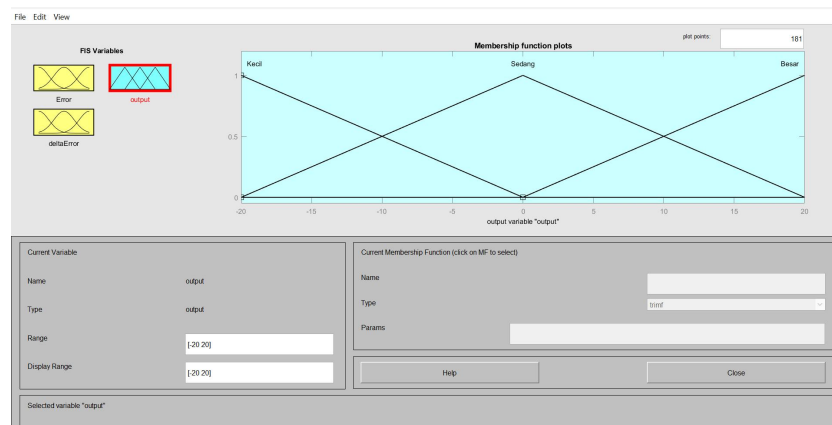 File Edit View
FIS Variables
Error
output
deltaError
Membership function plots
plot points:
181
Kecil
Sedang
Besar
1
0.5
0
-20
-15
-10
-5
0
5
10
15
20
output variable "output"
Current Variable
Name
output
Type
output
Range
[-20 20]
Display Range
[-20 20]
Current Membership Function (click on MF to select)
Name
Type
trimf
Params
Help
Close
Selected variable "output"